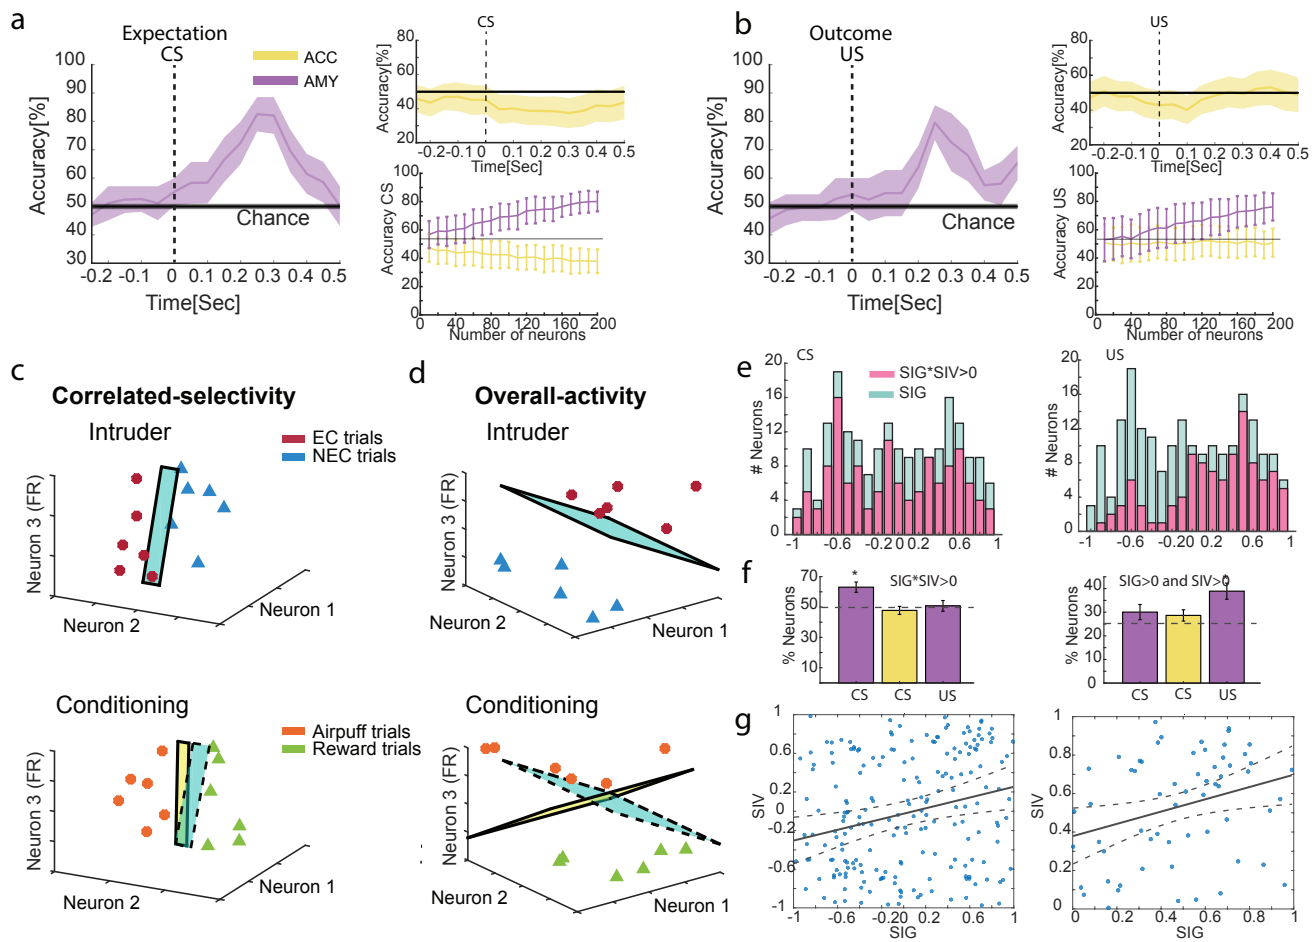 a
Expectation
CS
ACC
AMY
100
90
80
70
60
50
40
30
Accuracy[%]
Chance
-0.2 -0.1 0 0.1 0.2 0.3 0.4 0.5
Time[Sec]
CS
80
60
40
20
Accuracy[%]
-0.2 -0.1 0 0.1 0.2 0.3 0.4 0.5
Time[Sec]
100
80
60
40
20
0
Accuracy CS
0 40 80 120 160 200
Number of neurons
b
Outcome
US
100
90
80
70
60
50
40
30
Accuracy[%]
Chance
-0.2 -0.1 0 0.1 0.2 0.3 0.4 0.5
Time[Sec]
US
80
60
40
20
Accuracy[%]
-0.2 -0.1 0 0.1 0.2 0.3 0.4 0.5
Time[Sec]
100
80
60
40
20
0
Accuracy US
0 40 80 120 160 200
Number of neurons
c
Correlated-selectivity
Intruder
EC trials
NEC trials
Neuron 3 (FR)
Neuron 2
Neuron 1
Conditioning
Airpuff trials
Reward trials
Neuron 3 (FR)
Neuron 2
Neuron 1
d
Overall-activity
Intruder
Neuron 3 (FR)
Neuron 2
Neuron 1
Conditioning
Neuron 3 (FR)
Neuron 2
Neuron 1
e
CS
SIG*SIV>0
SIG
20
16
12
8
4
0
# Neurons
-1 -0.6 -0.2 0 0.2 0.6 1
US
20
16
12
8
4
0
# Neurons
-1 -0.6 -0.2 0 0.2 0.6 1
f
SIG*SIV>0
*
70
50
30
10
% Neurons
CS CS US
SIG>0 and SIV>0
40
30
20
10
0
% Neurons
CS CS US
g
1
0.6
0.2
0
-0.2
-0.6
-1
SIV
-1 -0.6 -0.2 0 0.2 0.6 1
SIG
1
0.8
0.6
0.4
0.2
0
SIV
0 0.2 0.4 0.6 0.8 1
SIG